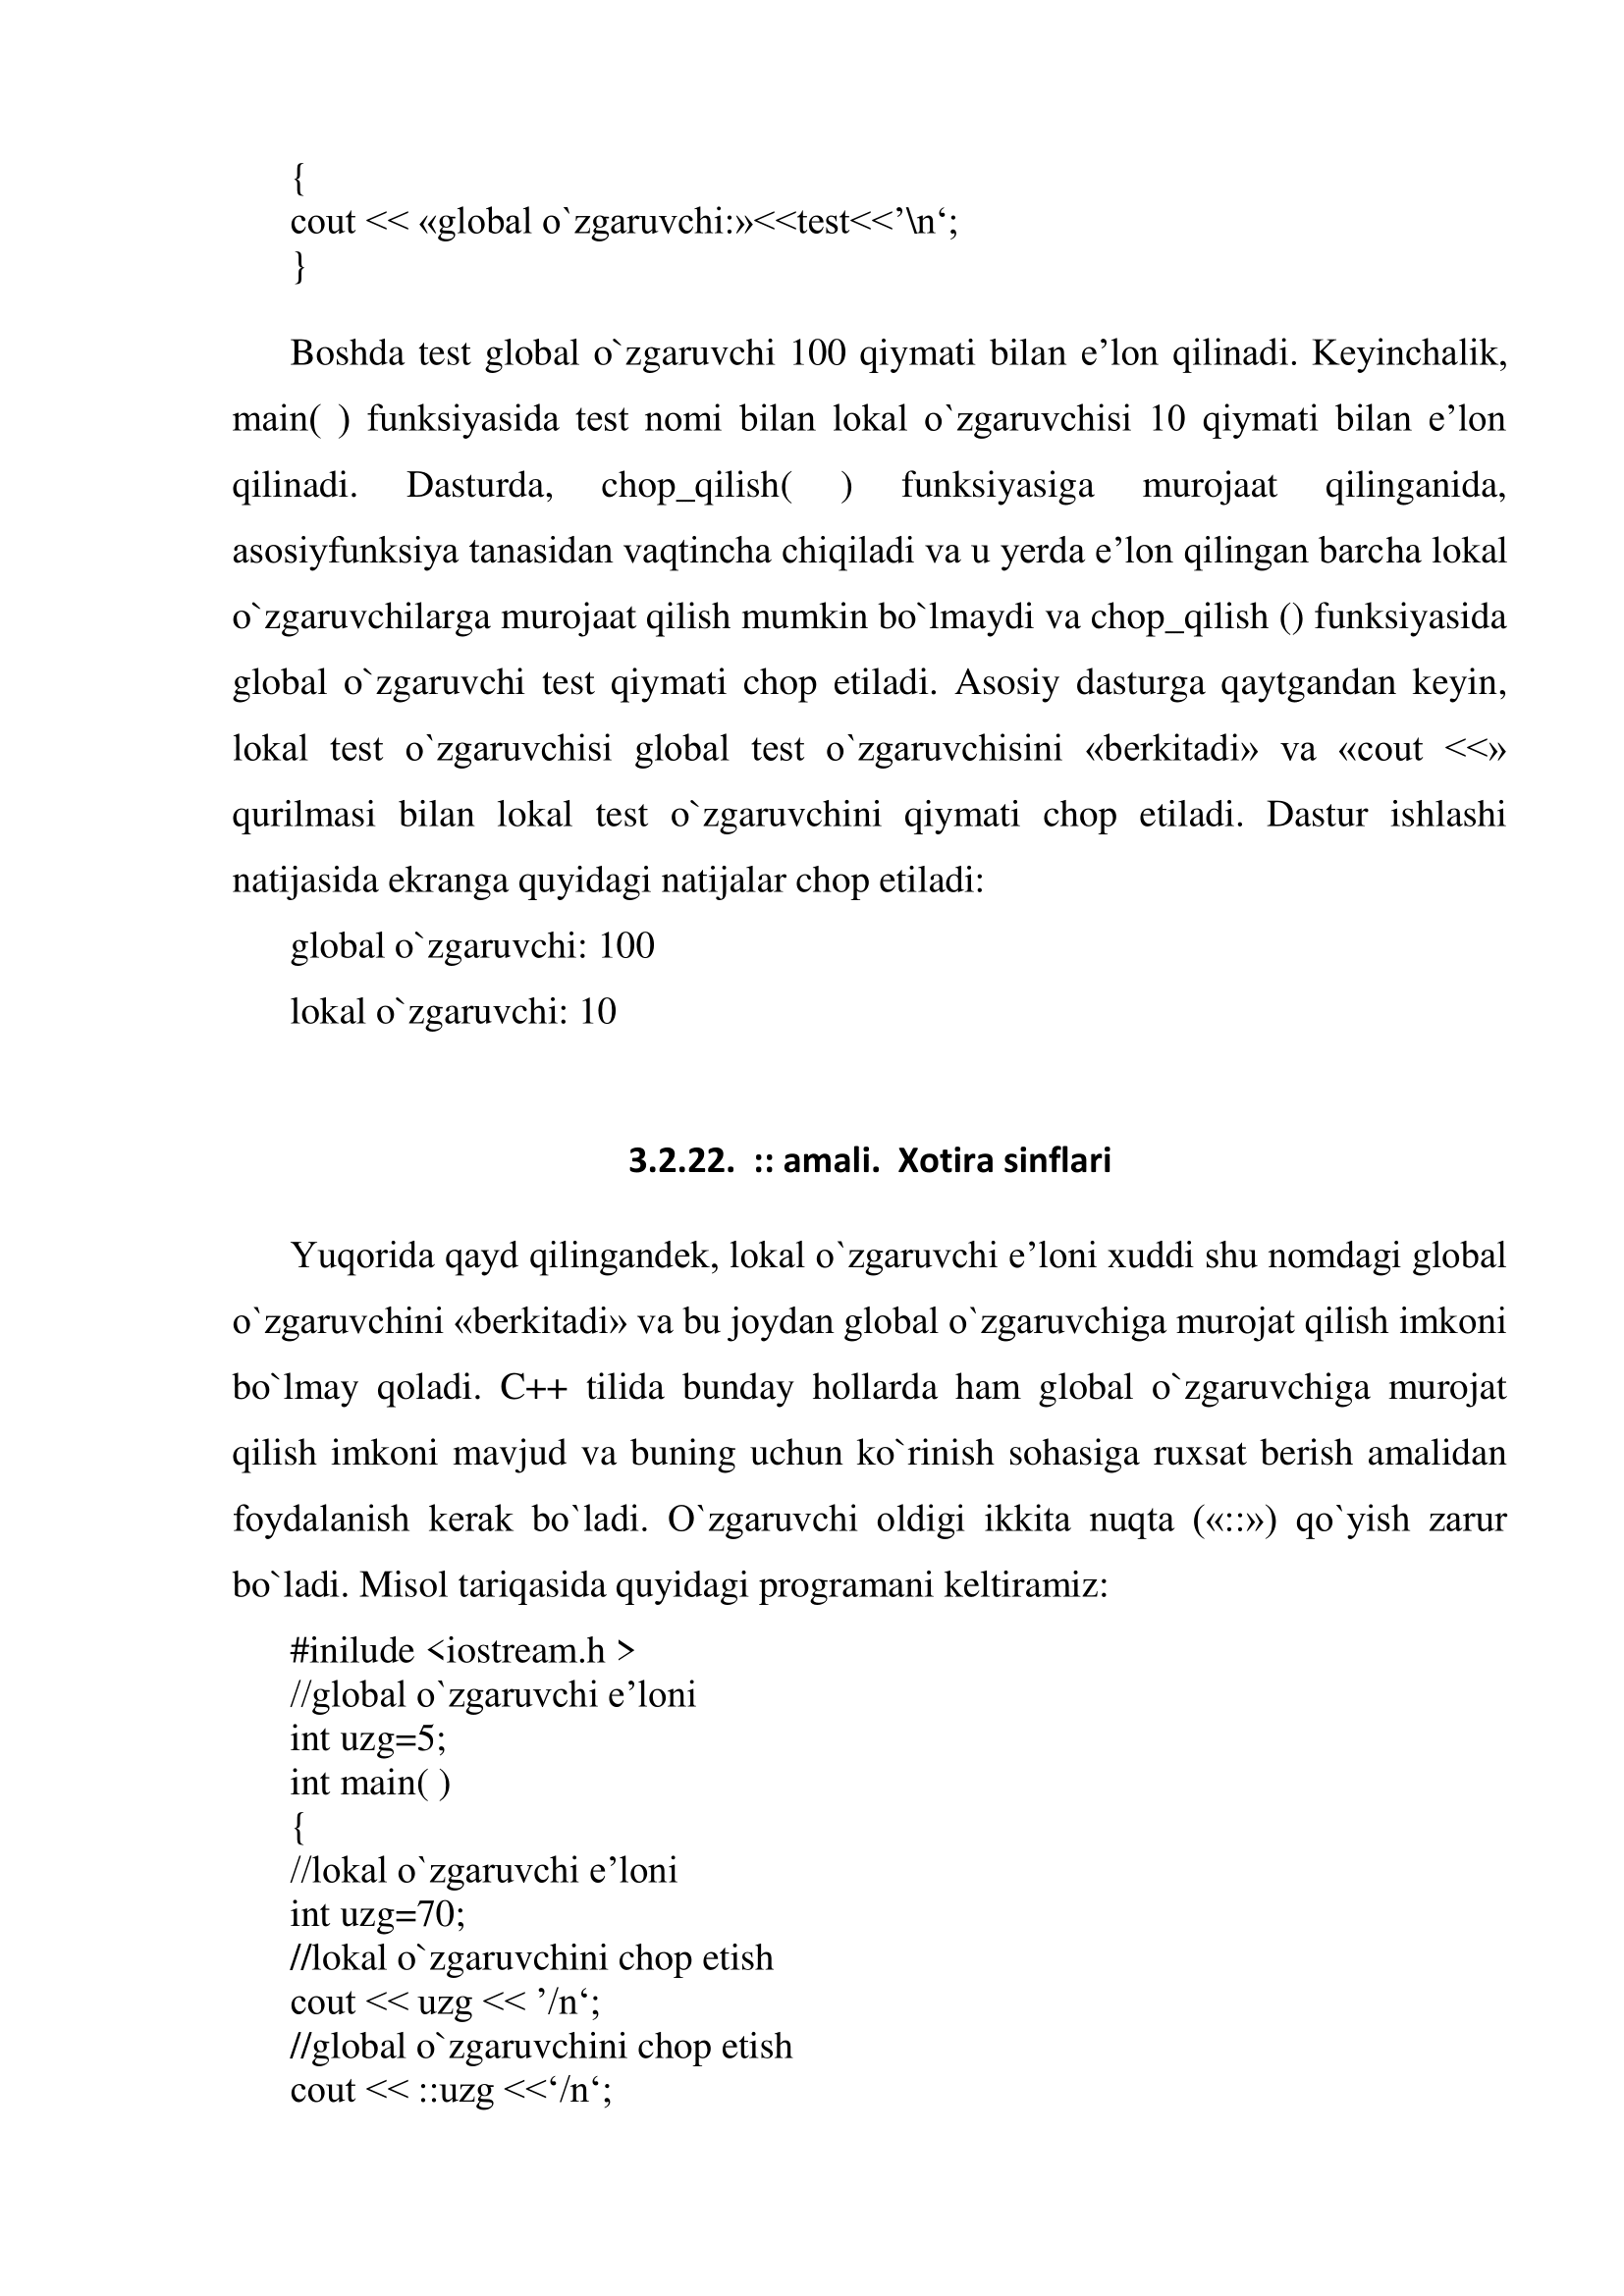 {
cout << «global o`zgaruvchi:»<<test<<’\n‘;
}
Boshda test global o`zgaruvchi 100 qiymati bilan e’lon qilinadi. Keyinchalik,
main( ) funksiyasida test nomi bilan lokal o`zgaruvchisi 10 qiymati bilan e’lon
qilinadi. Dasturda, chop_qilish( ) funksiyasiga murojaat qilinganida,
asosiyfunksiya tanasidan vaqtincha chiqiladi va u yerda e’lon qilingan barcha lokal
o`zgaruvchilarga murojaat qilish mumkin bo`lmaydi va chop_qilish () funksiyasida
global o`zgaruvchi test qiymati chop etiladi. Asosiy dasturga qaytgandan keyin,
lokal test o`zgaruvchisi global test o`zgaruvchisini «berkitadi» va «cout <<»
qurilmasi bilan lokal test o`zgaruvchini qiymati chop etiladi. Dastur ishlashi
natijasida ekranga quyidagi natijalar chop etiladi:
global o`zgaruvchi: 100
lokal o`zgaruvchi: 10
3.2.22. :: amali. Xotira sinflari
Yuqorida qayd qilingandek, lokal o`zgaruvchi e’loni xuddi shu nomdagi global
o`zgaruvchini «berkitadi» va bu joydan global o`zgaruvchiga murojat qilish imkoni
bo`lmay qoladi. C++ tilida bunday hollarda ham global o`zgaruvchiga murojat
qilish imkoni mavjud va buning uchun ko`rinish sohasiga ruxsat berish amalidan
foydalanish kerak bo`ladi. O`zgaruvchi oldigi ikkita nuqta («::») qo`yish zarur
bo`ladi. Misol tariqasida quyidagi programani keltiramiz:
#inilude <iostream.h >
//global o`zgaruvchi e’loni
int uzg=5;
int main( )
{
//lokal o`zgaruvchi e’loni
int uzg=70;
//lokal o`zgaruvchini chop etish
cout << uzg << ’/n‘;
//global o`zgaruvchini chop etish
cout << ::uzg <<‘/n‘;